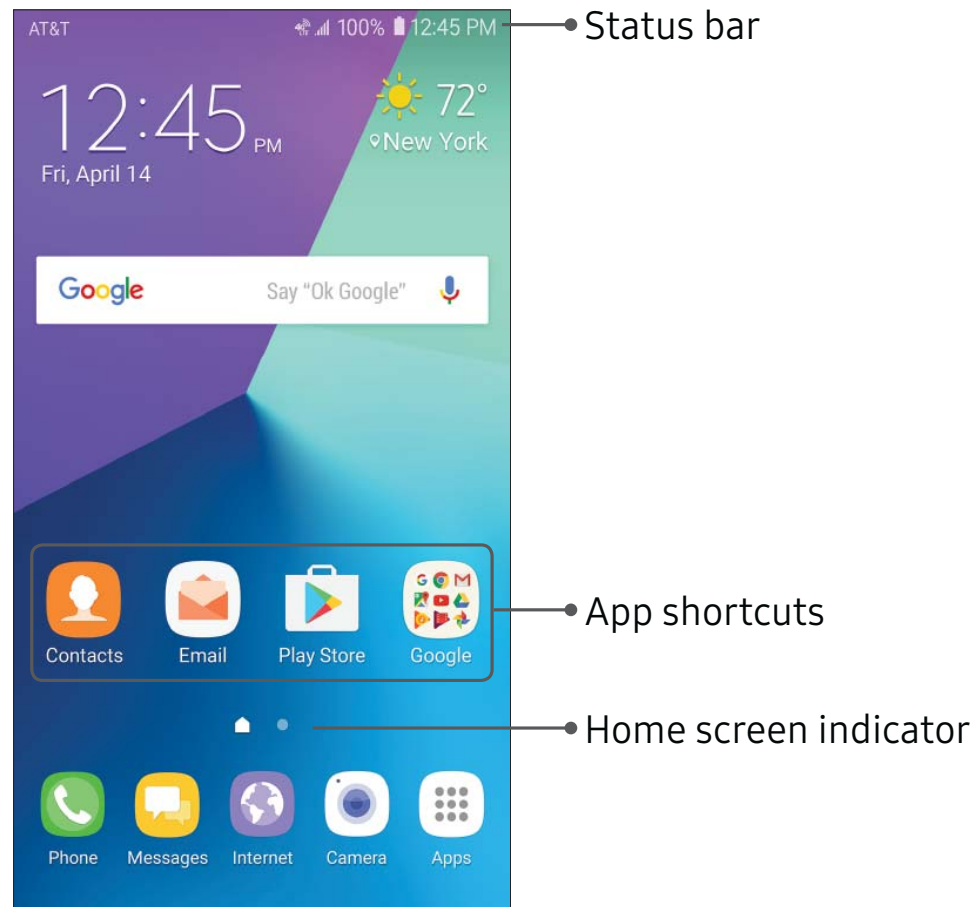 AT&T 100% 12:45 PM
Status bar
12:45 PM
72°
New York
Fri, April 14
Google Say “Ok Google”
Contacts Email Play Store Google
App shortcuts
Home screen indicator
Phone Messages Internet Camera Apps